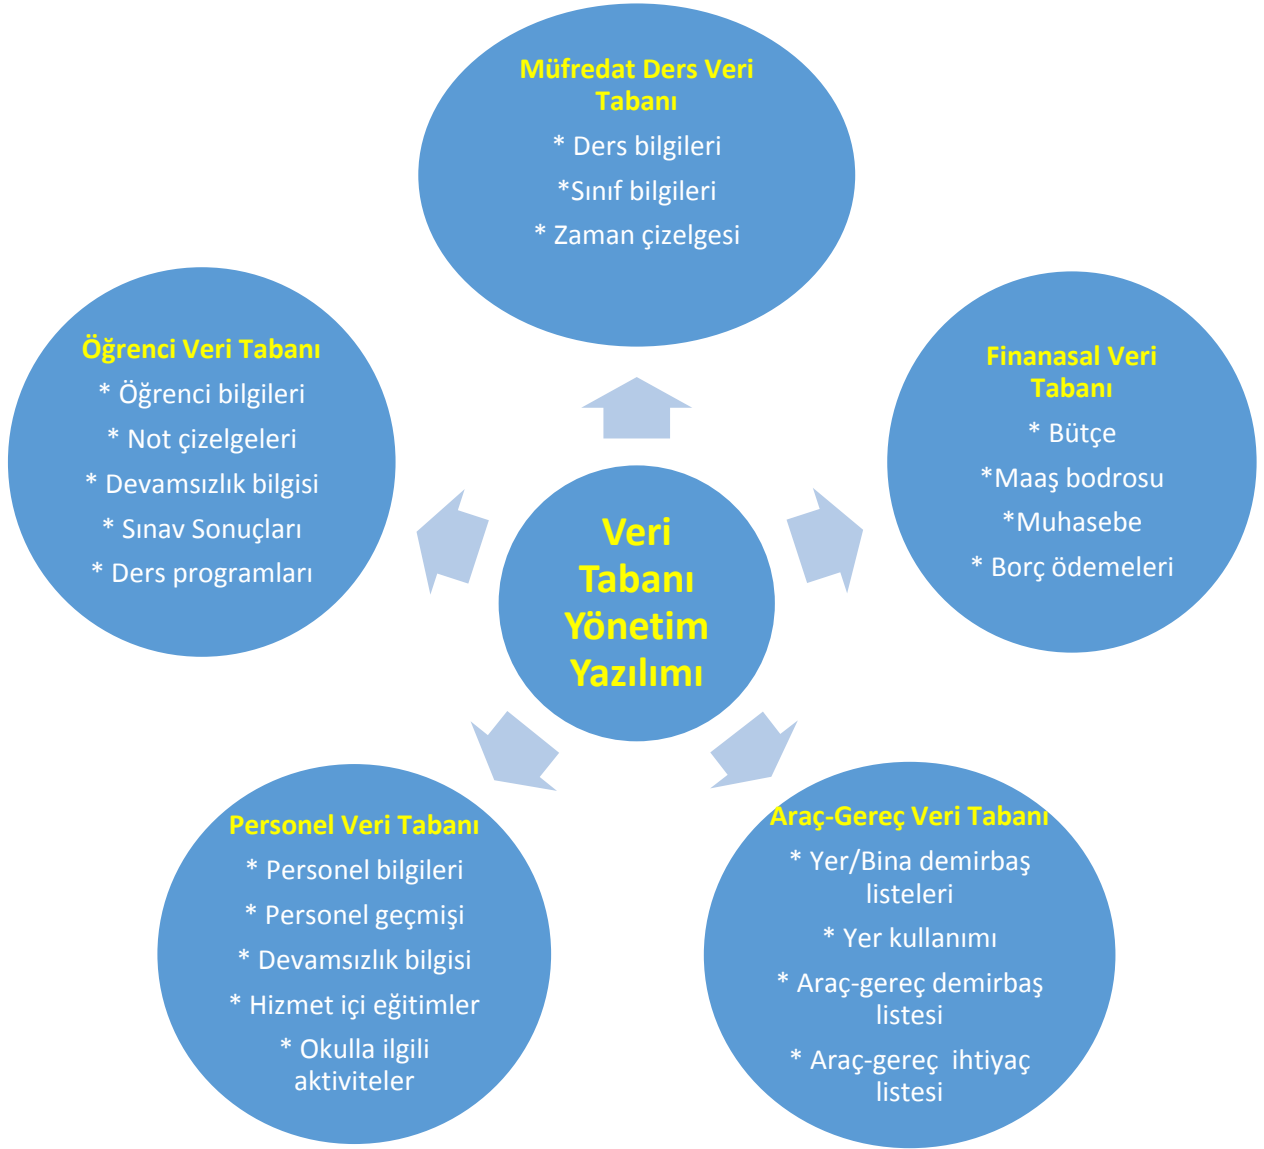 Müfredat Ders Veri
Tabanı
* Ders bilgileri
*Sınıf bilgileri
* Zaman çizelgesi
Öğrenci Veri Tabanı
* Öğrenci bilgileri
* Not çizelgeleri
* Devamsızlık bilgisi
* Sınav Sonuçları
* Ders programları
Finanasal Veri
Tabanı
* Bütçe
*Maaş bodrosu
*Muhasebe
* Borç ödemeleri
Veri
Tabanı
Yönetim
Yazılımı
Personel Veri Tabanı
* Personel bilgileri
* Personel geçmişi
* Devamsızlık bilgisi
* Hizmet içi eğitimler
* Okulla ilgili
aktiviteler
Araç-Gereç Veri Tabanı
* Yer/Bina demirbaş
listeleri
* Yer kullanımı
* Araç-gereç demirbaş
listesi
* Araç-gereç  ihtiyaç
listesi